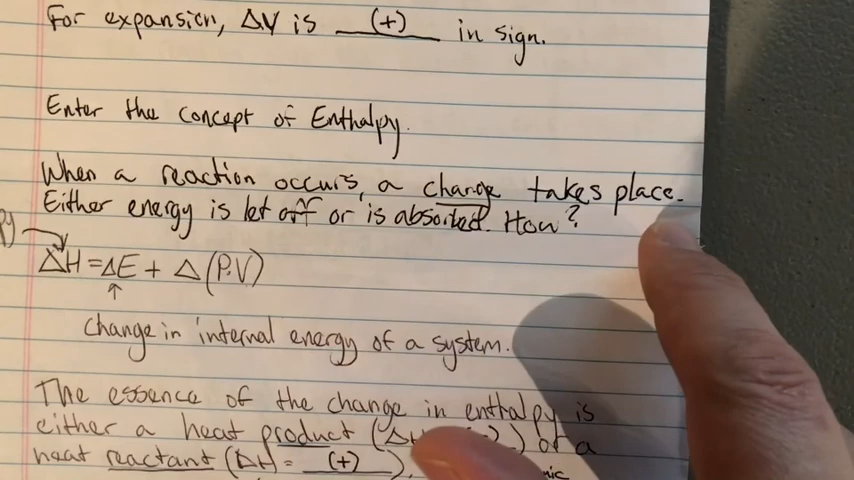 For expansion, ΔV is (+) in sign.
Enter the concept of Enthalpy.
When a reaction occurs, a change takes place.
Either energy is let off or is absorbed. How?
ΔH = ΔE + Δ(P·V)
↑
Change in internal energy of a system.
The essence of the change in enthalpy is
either a heat product (ΔH ) of a
heat reactant (ΔH = (+)).